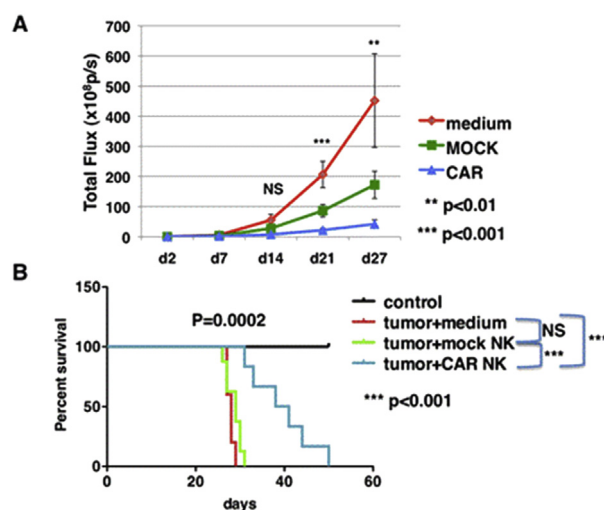 A
Total Flux (x10⁸p/s)
700
600
500
400
300
200
100
0
d2 d7 d14 d21 d27
NS
***
**
medium
MOCK
CAR
** p<0.01
*** p<0.001
B
Percent survival
150
100
50
0
0 20 40 60
days
P=0.0002
control
tumor+medium
tumor+mock NK
tumor+CAR NK
NS
***
***
*** p<0.001